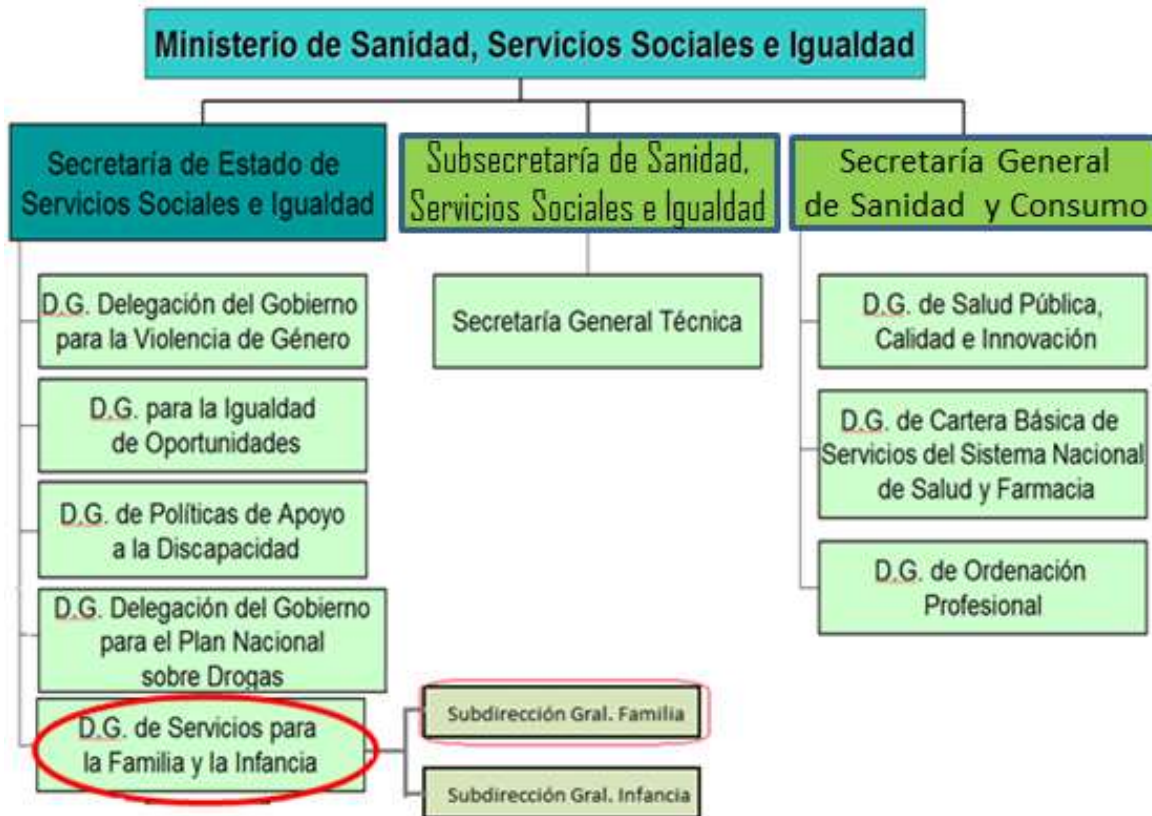 Ministerio de Sanidad, Servicios Sociales e Igualdad
Secretaría de Estado de
Servicios Sociales e Igualdad
D.G. Delegación del Gobierno
para la Violencia de Género
D.G. para la Igualdad
de Oportunidades
D.G. de Políticas de Apoyo
a la Discapacidad
D.G. Delegación del Gobierno
para el Plan Nacional
sobre Drogas
D.G. de Servicios para
la Familia y la Infancia
Subdirección Gral. Familia
Subdirección Gral. Infancia
Subsecretaría de Sanidad,
Servicios Sociales e Igualdad
Secretaría General Técnica
Secretaría General
de Sanidad y Consumo
D.G. de Salud Pública,
Calidad e Innovación
D.G. de Cartera Básica de
Servicios del Sistema Nacional
de Salud y Farmacia
D.G. de Ordenación
Profesional